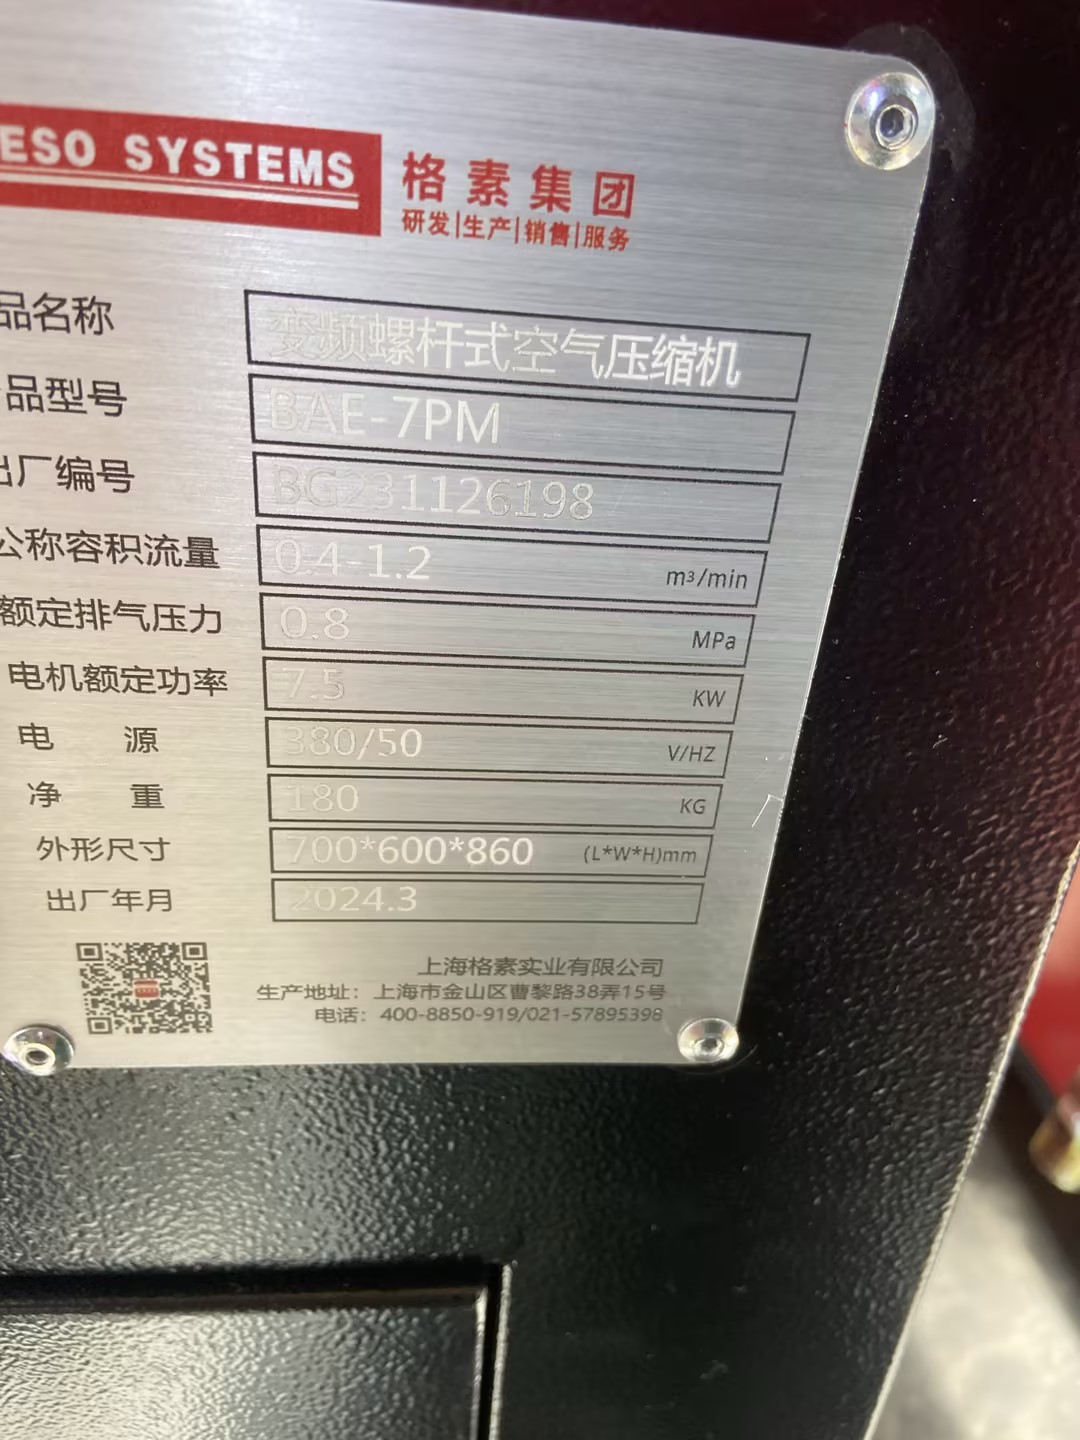 ESO SYSTEMS
格素集团
研发|生产|销售|服务
品名称 变频螺杆式空气压缩机
品型号 BAE-7PM
出厂编号 BG231126198
公称容积流量 0.4-1.2 m³/min
额定排气压力 0.8 MPa
电机额定功率 7.5 KW
电 源 380/50 V/HZ
净 重 180 KG
外形尺寸 700*600*860 (L*W*H)mm
出厂年月 2024.3
上海格素实业有限公司
生产地址：上海市金山区曹黎路38弄15号
电话：400-8850-919/021-57895398